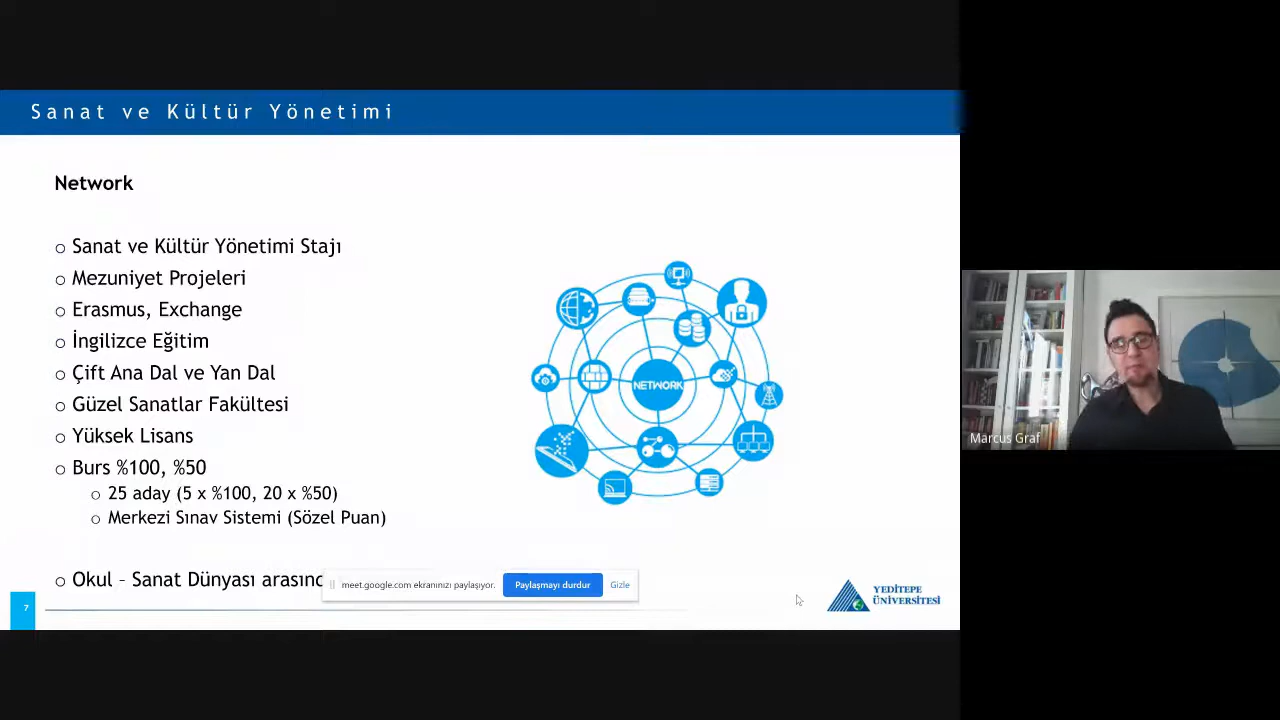 Sanat ve Kültür Yönetimi
Network
Sanat ve Kültür Yönetimi Stajı
Mezuniyet Projeleri
Erasmus, Exchange
İngilizce Eğitim
Çift Ana Dal ve Yan Dal
Güzel Sanatlar Fakültesi
Yüksek Lisans
Burs %100, %50
25 aday (5 x %100, 20 x %50)
Merkezi Sınav Sistemi (Sözel Puan)
Okul – Sanat Dünyası
NETWORK
meet.google.com ekranınızı paylaşıyor.
Paylaşmayı durdur
Gizle
7
YEDİTEPE
ÜNİVERSİTESİ
Marcus Graf